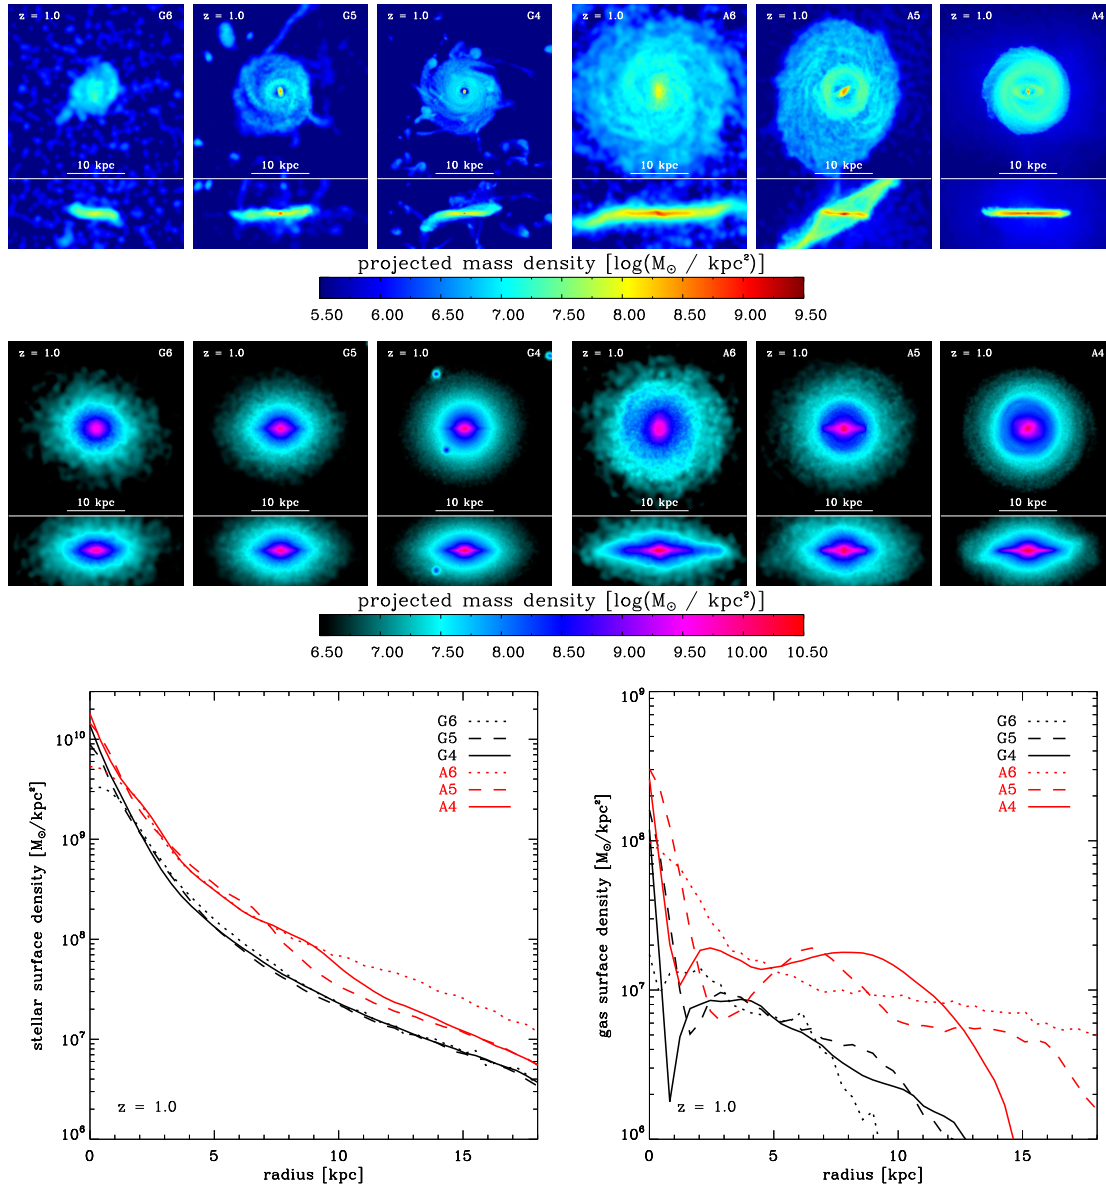 z = 1.0 G6 z = 1.0 G5 z = 1.0 G4 z = 1.0 A6 z = 1.0 A5 z = 1.0 A4
10 kpc 10 kpc 10 kpc 10 kpc 10 kpc 10 kpc
projected mass density [log(M☉ / kpc²)]
5.50 6.00 6.50 7.00 7.50 8.00 8.50 9.00 9.50
z = 1.0 G6 z = 1.0 G5 z = 1.0 G4 z = 1.0 A6 z = 1.0 A5 z = 1.0 A4
10 kpc 10 kpc 10 kpc 10 kpc 10 kpc 10 kpc
projected mass density [log(M☉ / kpc²)]
6.50 7.00 7.50 8.00 8.50 9.00 9.50 10.00 10.50
stellar surface density [M☉/kpc²]
10¹⁰
10⁹
10⁸
10⁷
10⁶
G6
G5
G4
A6
A5
A4
z = 1.0
0 5 10 15
radius [kpc]
gas surface density [M☉/kpc²]
10⁹
10⁸
10⁷
10⁶
G6
G5
G4
A6
A5
A4
z = 1.0
0 5 10 15
radius [kpc]